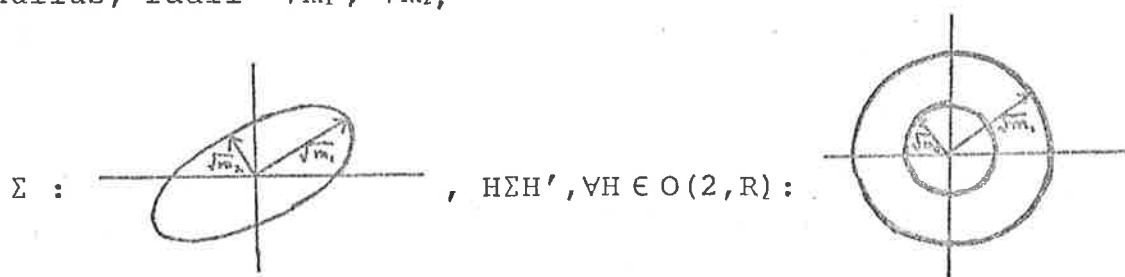 radius, radii √m₁, √m₂,
Σ : √m₂ √m₁ , HΣH′,∀H ∈ O(2,R): √m₂ √m₁